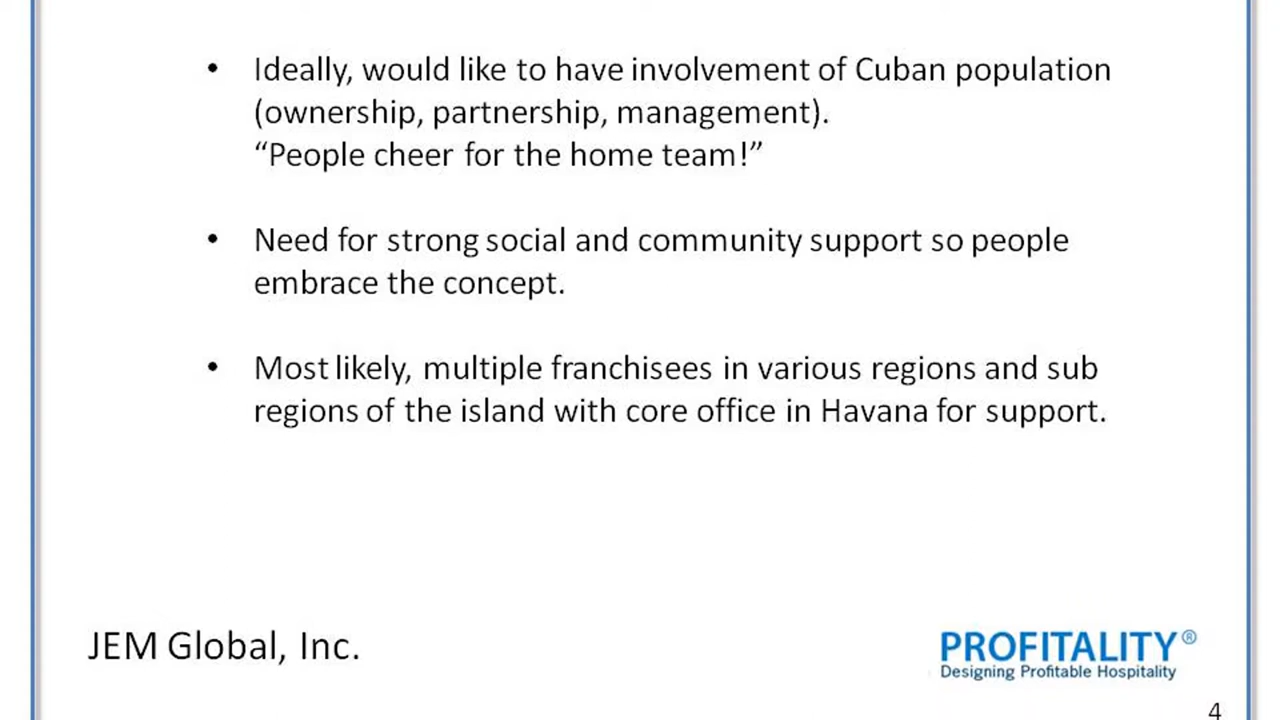 • Ideally, would like to have involvement of Cuban population
(ownership, partnership, management).
“People cheer for the home team!”
• Need for strong social and community support so people
embrace the concept.
• Most likely, multiple franchisees in various regions and sub
regions of the island with core office in Havana for support.
JEM Global, Inc.
PROFITALITY®
Designing Profitable Hospitality
4